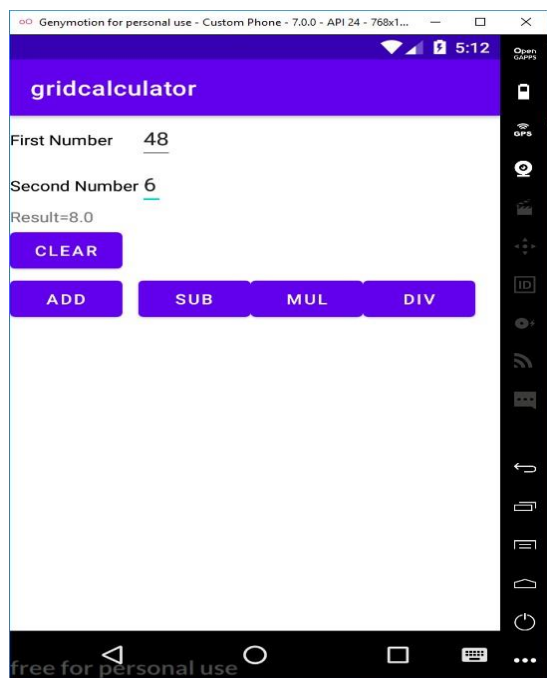 Genymotion for personal use - Custom Phone - 7.0.0 - API 24 - 768x1...
5:12
gridcalculator
First Number 48
Second Number 6
Result=8.0
CLEAR
ADD SUB MUL DIV
Open
GAPPS
GPS
ID
free for personal use